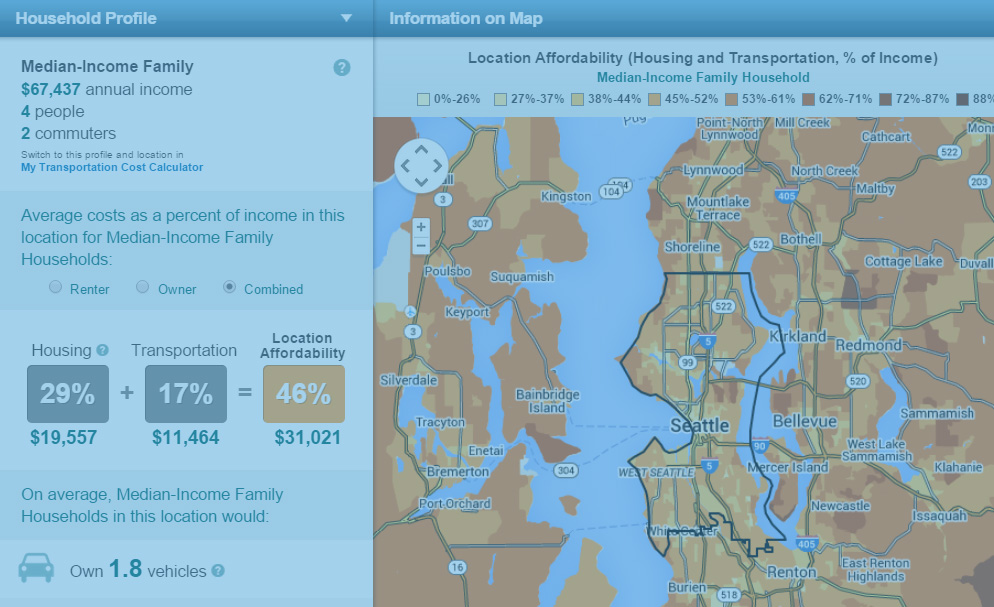 Household Profile
Information on Map
Median-Income Family
$67,437 annual income
4 people
2 commuters
Switch to this profile and location in
My Transportation Cost Calculator
Average costs as a percent of income in this
location for Median-Income Family
Households:
Renter
Owner
Combined
Housing ?
Transportation
Location
Affordability
29% + 17% = 46%
$19,557
$11,464
$31,021
On average, Median-Income Family
Households in this location would:
Own 1.8 vehicles ?
?
Location Affordability (Housing and Transportation, % of Income)
Median-Income Family Household
0%-26%
27%-37%
38%-44%
45%-52%
53%-61%
62%-71%
72%-87%
88%
+
−
Point-North
Lynnwood
Mill Creek
Cathcart
522
Lynnwood
North Creek
203
Maltby
Kingston
104
3
307
Mountlake
Terrace
405
Shoreline
522
Bothell
Cottage Lake
Duvall
Poulsbo
Suquamish
Keyport
3
522
5
Kirkland
Redmond
99
520
Silverdale
Bainbridge
Island
Tracyton
Seattle
Bellevue
Sammamish
Enetai
90
West Lake
Sammamish
Bremerton
304
WEST SEATTLE
5
Mercer Island
Klahanie
Port Orchard
Newcastle
Issaquah
White Center
405
16
Renton
East Renton
Highlands
Burien
518